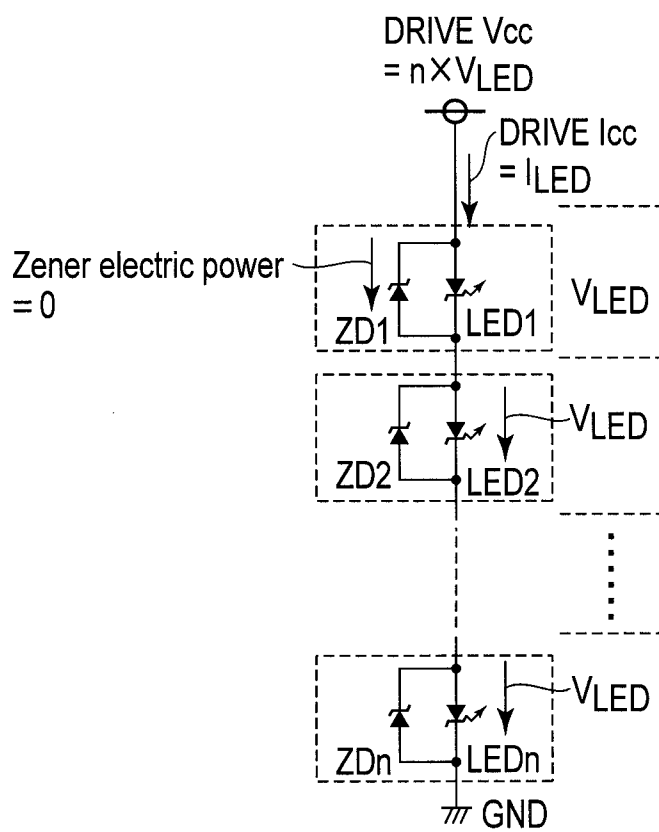 DRIVE Vcc
= n×VLED
DRIVE Icc
= ILED
Zener electric power
= 0
ZD1
LED1
VLED
ZD2
LED2
VLED
ZDn
LEDn
VLED
GND